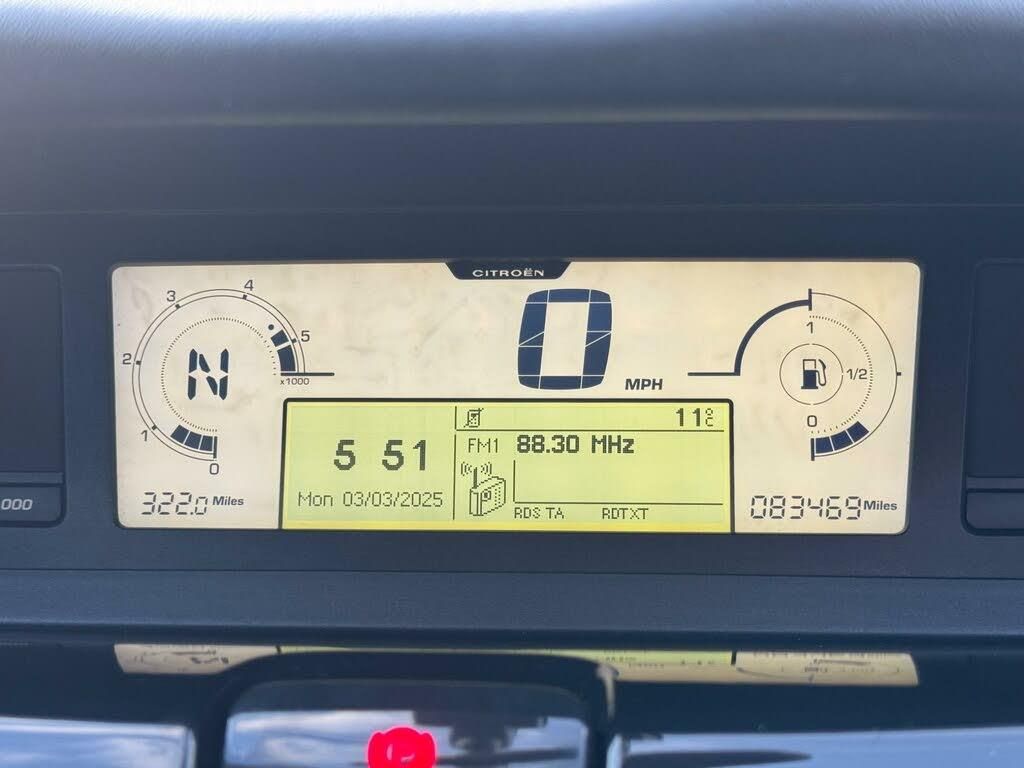 CITROËN
0
1
2
3
4
5
x1000
N
0
MPH
1
1/2
0
11°C
5 51
FM1 88.30 MHz
Mon 03/03/2025
RDS TA RDTXT
322.0 Miles
083469 Miles
000